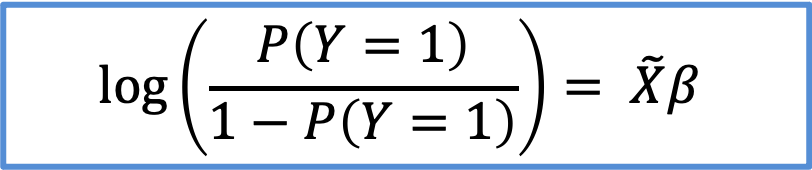 log(P(Y = 1) / 1 − P(Y = 1)) = X̃β